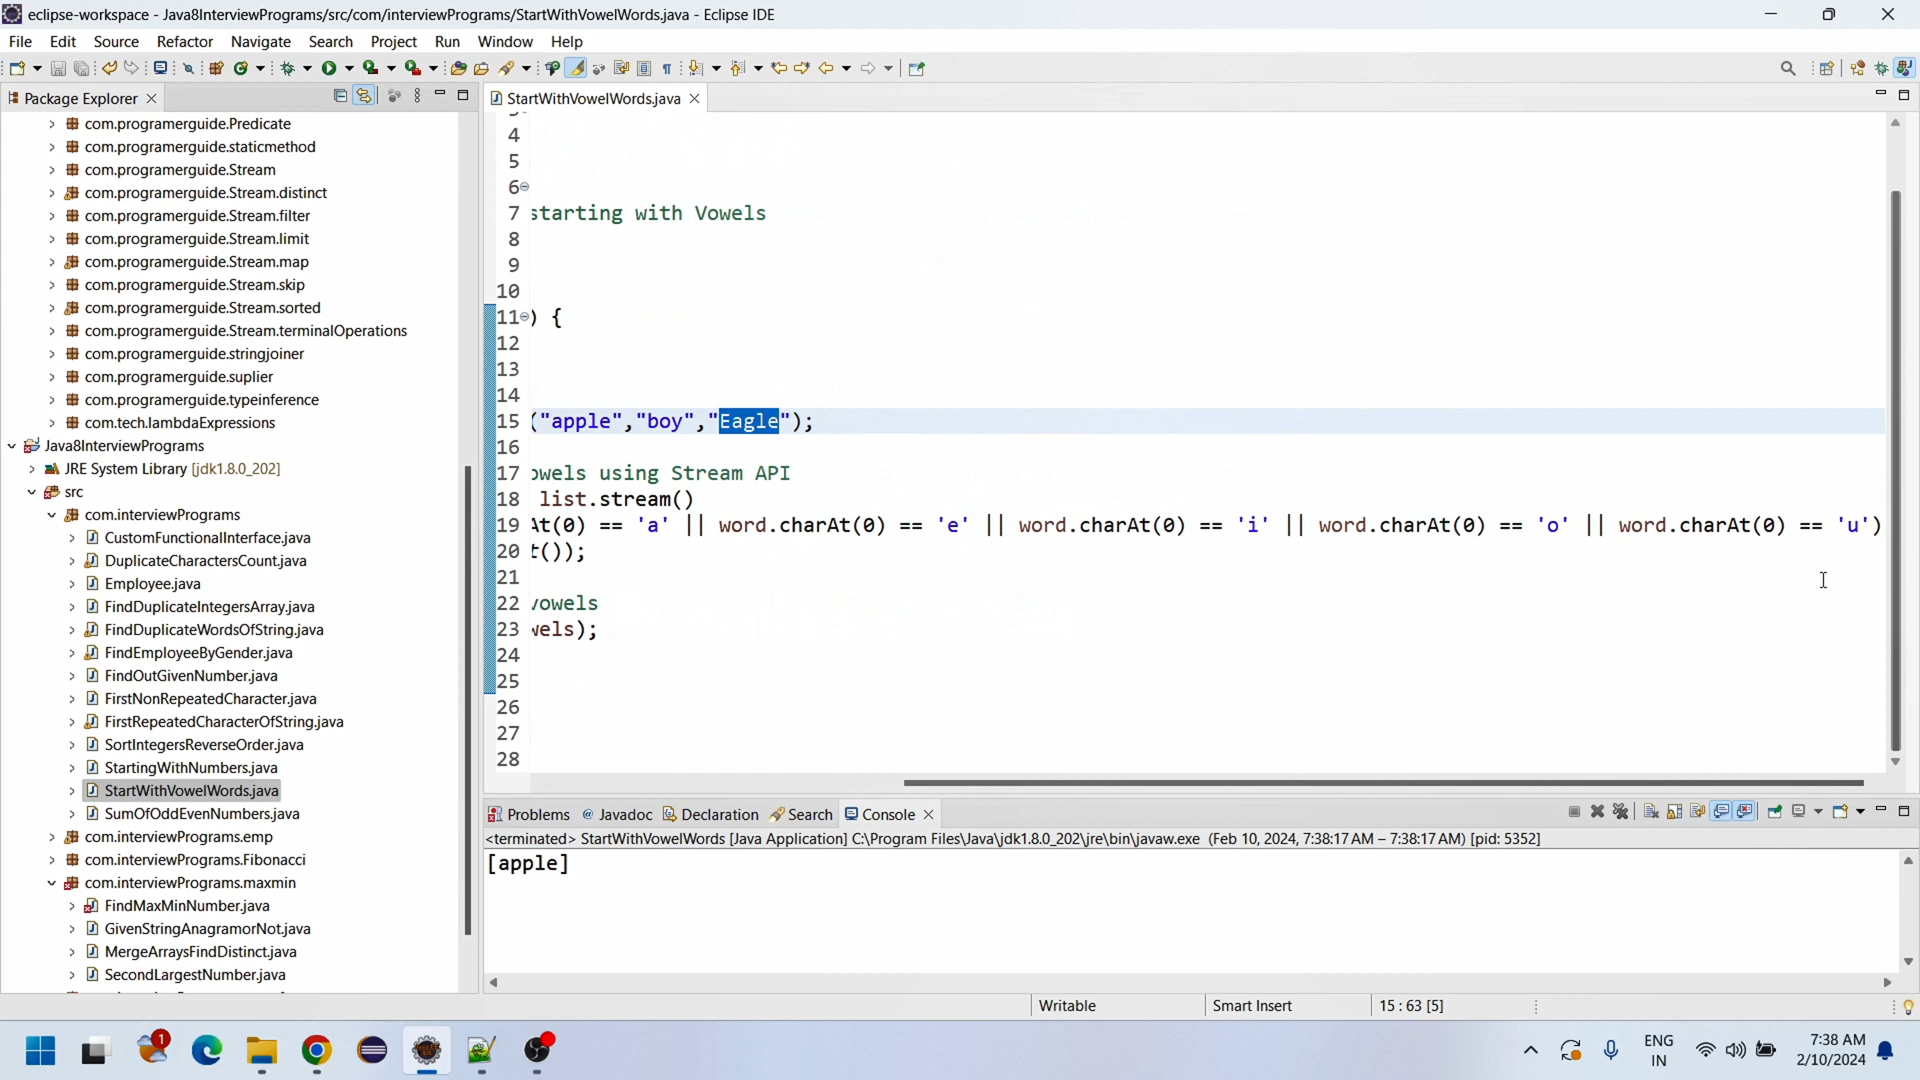 eclipse-workspace - Java8InterviewPrograms/src/com/interviewPrograms/StartWithVowelWords.java - Eclipse IDE
File Edit Source Refactor Navigate Search Project Run Window Help
Package Explorer
StartWithVowelWords.java
com.programerguide.Predicate
com.programerguide.staticmethod
com.programerguide.Stream
com.programerguide.Stream.distinct
com.programerguide.Stream.filter
com.programerguide.Stream.limit
com.programerguide.Stream.map
com.programerguide.Stream.skip
com.programerguide.Stream.sorted
com.programerguide.Stream.terminalOperations
com.programerguide.stringjoiner
com.programerguide.suplier
com.programerguide.typeinference
com.tech.lambdaExpressions
Java8InterviewPrograms
JRE System Library [jdk1.8.0_202]
src
com.interviewPrograms
CustomFunctionalInterface.java
DuplicateCharactersCount.java
Employee.java
FindDuplicateIntegersArray.java
FindDuplicateWordsOfString.java
FindEmployeeByGender.java
FindOutGivenNumber.java
FirstNonRepeatedCharacter.java
FirstRepeatedCharacterOfString.java
SortIntegersReverseOrder.java
StartingWithNumbers.java
StartWithVowelWords.java
SumOfOddEvenNumbers.java
com.interviewPrograms.emp
com.interviewPrograms.Fibonacci
com.interviewPrograms.maxmin
FindMaxMinNumber.java
GivenStringAnagramorNot.java
MergeArraysFindDistinct.java
SecondLargestNumber.java
4
5
6
7 starting with Vowels
8
9
10
11 ) {
12
13
14
15 ("apple","boy","Eagle");
16
17 owels using Stream API
18 list.stream()
19 At(0) == 'a' || word.charAt(0) == 'e' || word.charAt(0) == 'i' || word.charAt(0) == 'o' || word.charAt(0) == 'u')
20 t());
21
22 vowels
23 wels);
24
25
26
27
28
Problems Javadoc Declaration Search Console
<terminated> StartWithVowelWords [Java Application] C:\Program Files\Java\jdk1.8.0_202\jre\bin\javaw.exe (Feb 10, 2024, 7:38:17 AM – 7:38:17 AM) [pid: 5352]
[apple]
Writable Smart Insert 15 : 63 [5]
1
ENG
IN
7:38 AM
2/10/2024